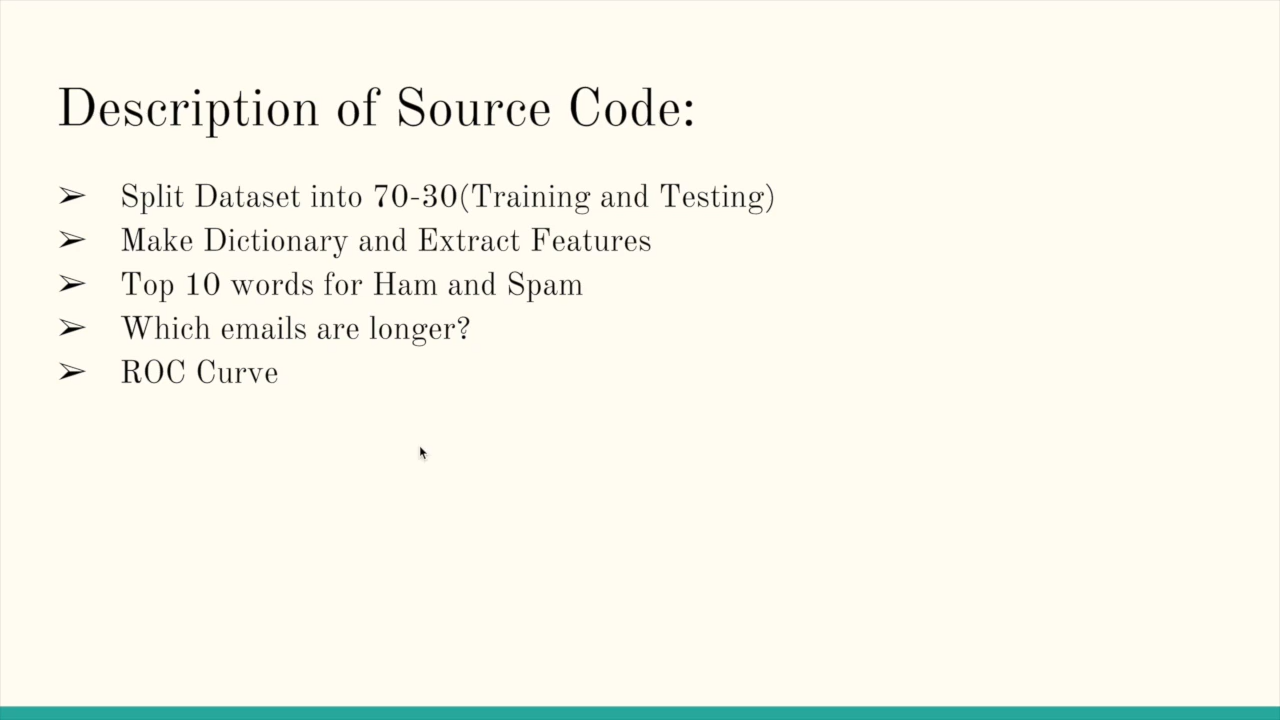 Description of Source Code:
➢ Split Dataset into 70-30(Training and Testing)
➢ Make Dictionary and Extract Features
➢ Top 10 words for Ham and Spam
➢ Which emails are longer?
➢ ROC Curve